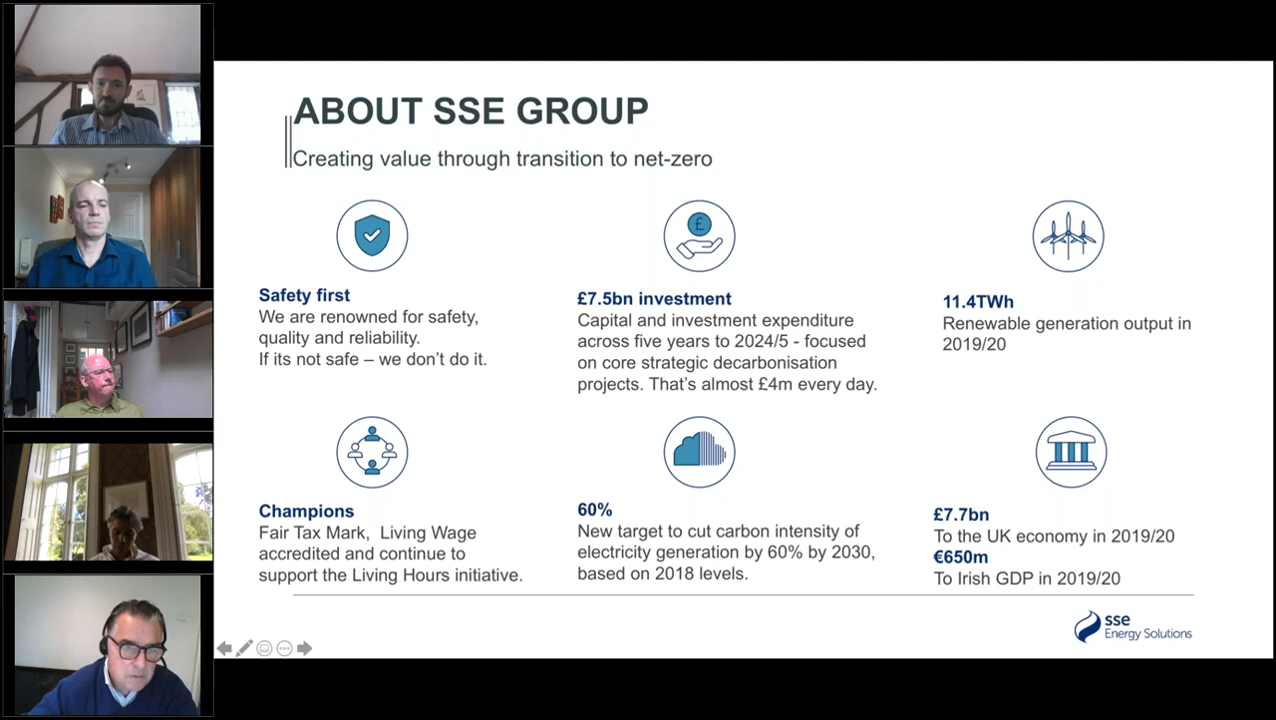 ABOUT SSE GROUP
Creating value through transition to net-zero
Safety first
We are renowned for safety,
quality and reliability.
If its not safe – we don't do it.
£
£7.5bn investment
Capital and investment expenditure
across five years to 2024/5 - focused
on core strategic decarbonisation
projects. That's almost £4m every day.
11.4TWh
Renewable generation output in
2019/20
Champions
Fair Tax Mark, Living Wage
accredited and continue to
support the Living Hours initiative.
60%
New target to cut carbon intensity of
electricity generation by 60% by 2030,
based on 2018 levels.
£7.7bn
To the UK economy in 2019/20
€650m
To Irish GDP in 2019/20
sse
Energy Solutions